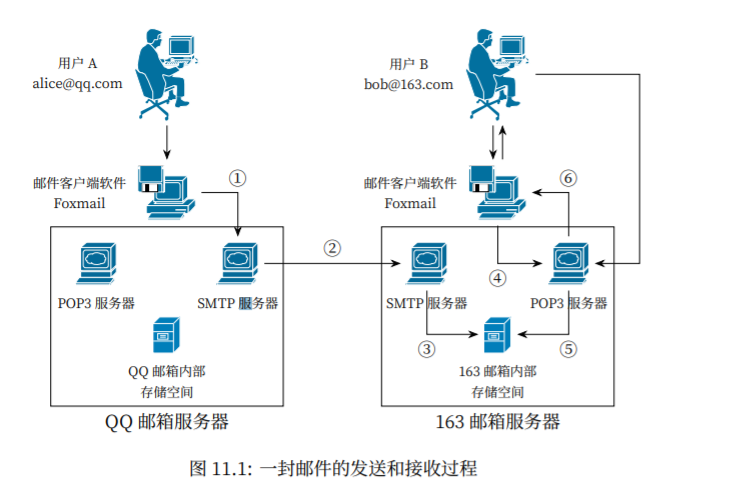 用户 A
alice@qq.com
用户 B
bob@163.com
邮件客户端软件
Foxmail
①
邮件客户端软件
Foxmail
⑥
②
④
POP3 服务器
SMTP 服务器
SMTP 服务器
POP3 服务器
③
⑤
QQ 邮箱内部
存储空间
163 邮箱内部
存储空间
QQ 邮箱服务器
163 邮箱服务器
图 11.1: 一封邮件的发送和接收过程